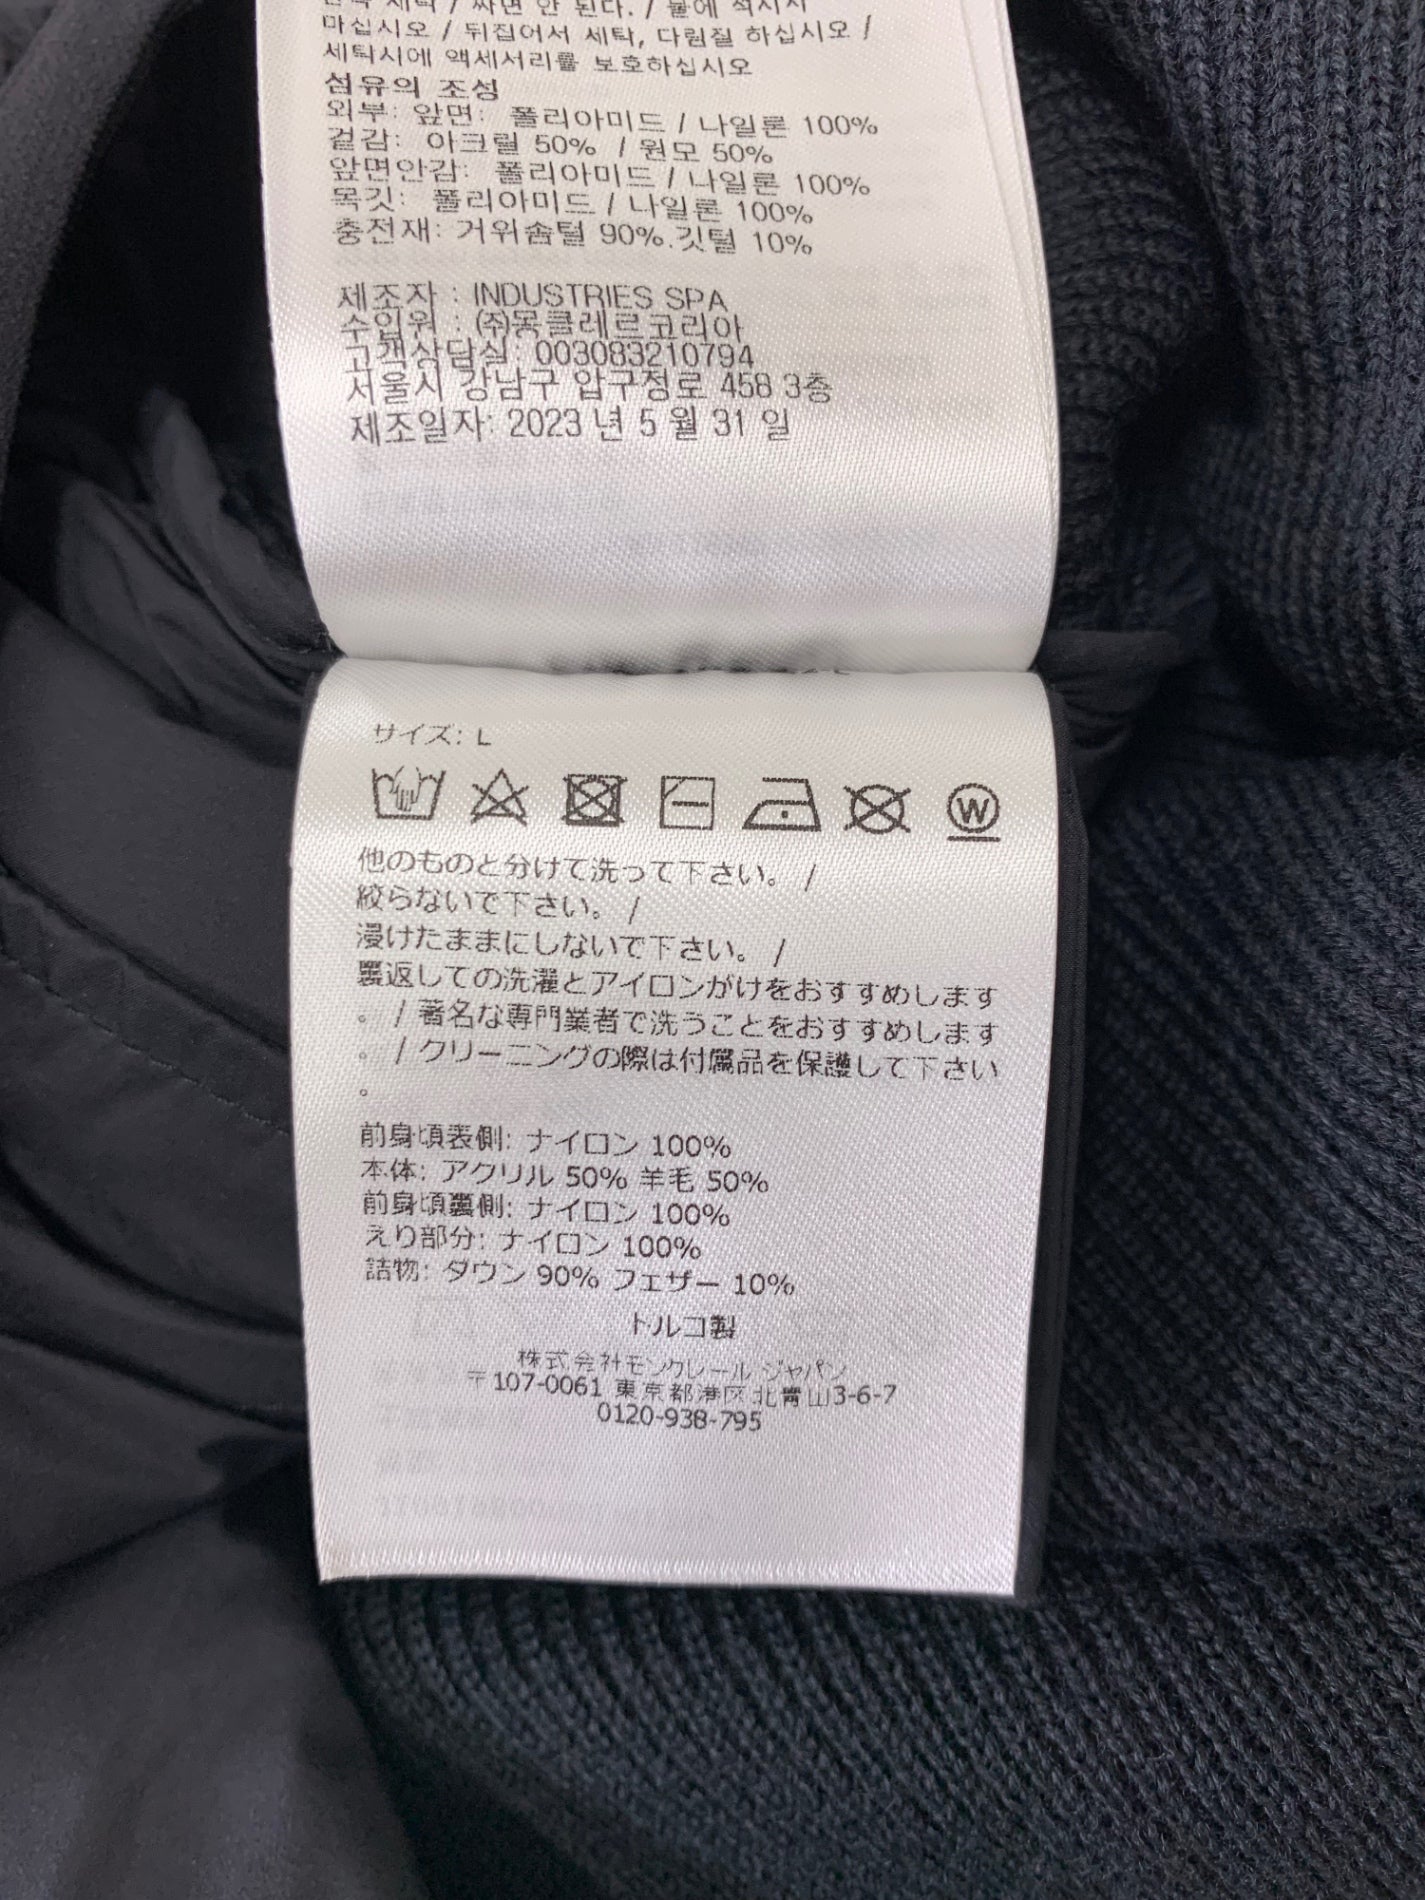 마십시오 / 뒤집어서 세탁, 다림질 하십시오 /
세탁시에 액세서리를 보호하십시오
섬유의 조성
외부: 앞면: 폴리아미드 / 나일론 100%
겉감: 아크릴 50% / 원모 50%
앞면안감: 폴리아미드 / 나일론 100%
목깃: 폴리아미드 / 나일론 100%
충전재: 거위솜털 90%.깃털 10%
제조자 : INDUSTRIES SPA
수입원 : ㈜몽클레르코리아
고객상담실: 003083210794
서울시 강남구 압구정로 458 3층
제조일자: 2023 년 5 월 31 일
サイズ: L
W
他のものと分けて洗って下さい。 /
絞らないで下さい。 /
浸けたままにしないで下さい。 /
裏返しての洗濯とアイロンがけをおすすめします
。 / 著名な専門業者で洗うことをおすすめします
。 / クリーニングの際は付属品を保護して下さい
。
前身頃表側: ナイロン 100%
本体: アクリル 50% 羊毛 50%
前身頃裏側: ナイロン 100%
えり部分: ナイロン 100%
詰物: ダウン 90% フェザー 10%
トルコ製
株式会社モンクレール ジャパン
〒107-0061 東京都港区北青山3-6-7
0120-938-795